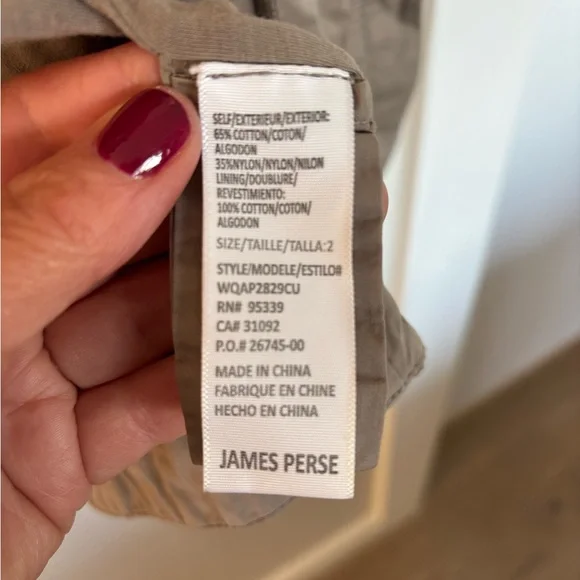 SELF/EXTERIEUR/EXTERIOR:
65% COTTON/COTON/
ALGODON
35%NYLON/NYLON/NILON
LINING/DOUBLURE/
REVESTIMIENTO:
100% COTTON/COTON/
ALGODON
SIZE/TAILLE/TALLA:2
STYLE/MODELE/ESTILO#
WQAP2829CU
RN# 95339
CA# 31092
P.O.# 26745-00
MADE IN CHINA
FABRIQUE EN CHINE
HECHO EN CHINA
JAMES PERSE